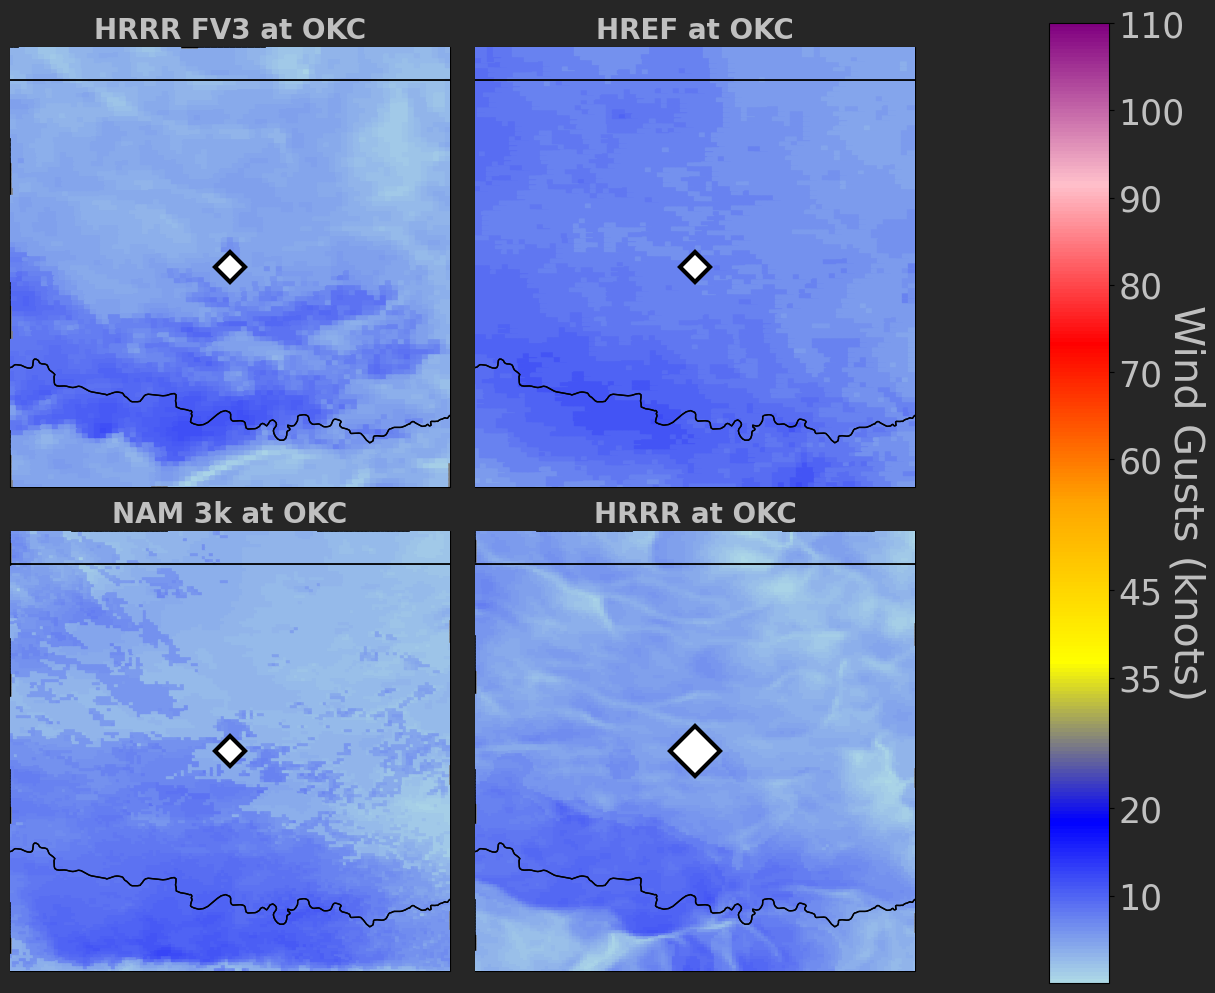 HRRR FV3 at OKC
HREF at OKC
NAM 3k at OKC
HRRR at OKC
110
100
90
80
70
60
45
35
20
10
Wind Gusts (knots)